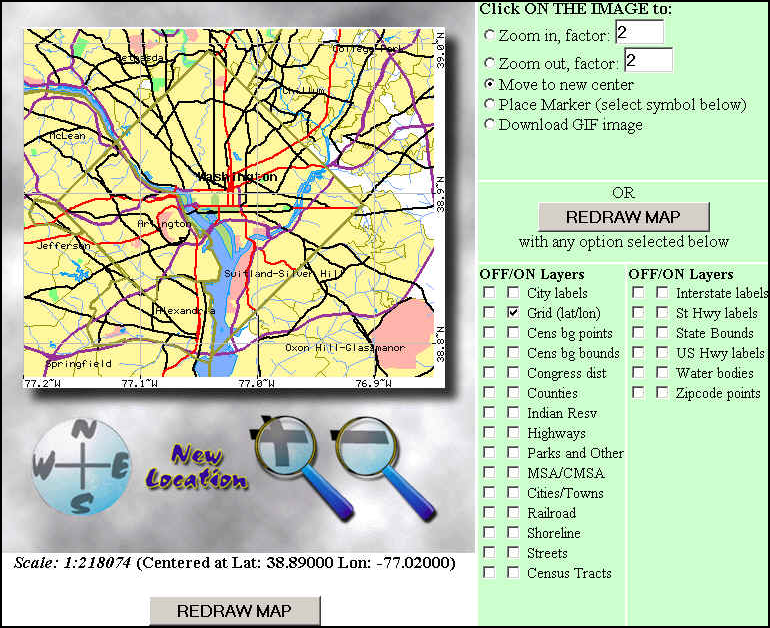 College Park
Bethesda
Chillum
McLean
Washington
Arlington
Jefferson
Suitland-Silver Hil
Alexandria
Oxon Hill-Glassmanor
Springfield
39.0°N
38.9°N
38.8°N
77.2°W 77.1°W 77.0°W 76.9°W
N
W E
S
New
Location
Scale: 1:218074 (Centered at Lat: 38.89000 Lon: -77.02000)
REDRAW MAP
Click ON THE IMAGE to:
Zoom in, factor: 2
Zoom out, factor: 2
Move to new center
Place Marker (select symbol below)
Download GIF image
OR
REDRAW MAP
with any option selected below
OFF/ON Layers
City labels
Grid (lat/lon)
Cens bg points
Cens bg bounds
Congress dist
Counties
Indian Resv
Highways
Parks and Other
MSA/CMSA
Cities/Towns
Railroad
Shoreline
Streets
Census Tracts
OFF/ON Layers
Interstate labels
St Hwy labels
State Bounds
US Hwy labels
Water bodies
Zipcode points